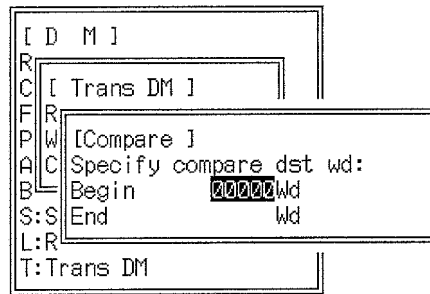 [ D M ]
R
C [ Trans DM ]
F R
P W [Compare ]
A C Specify compare dst wd:
B Begin 00000Wd
S:S End Wd
L:R
T:Trans DM